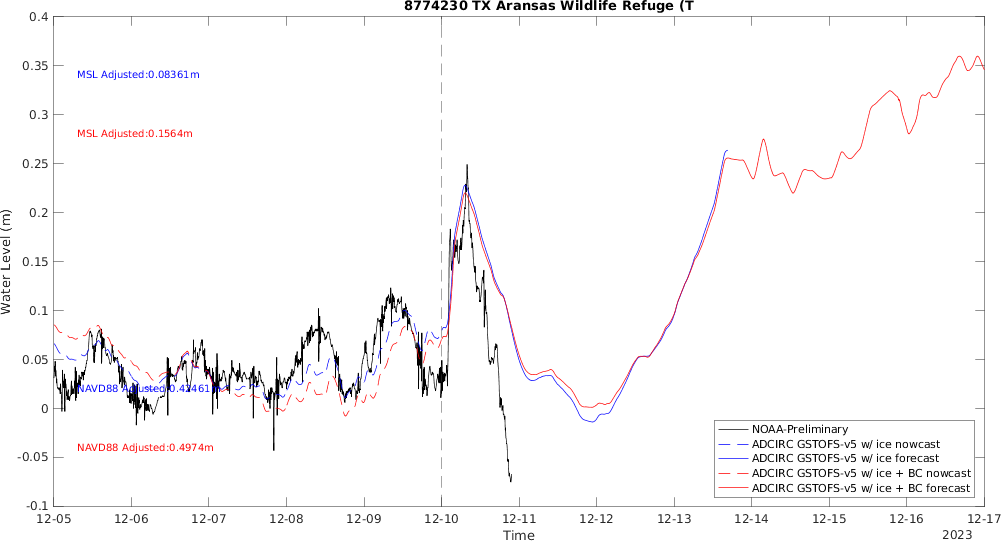 8774230 TX Aransas Wildlife Refuge (T
0.4
0.35
0.3
0.25
0.2
0.15
0.1
0.05
0
-0.05
-0.1
Water Level (m)
MSL Adjusted:0.08361m
MSL Adjusted:0.1564m
NAVD88 Adjusted:0.42461m
NAVD88 Adjusted:0.4974m
NOAA-Preliminary
ADCIRC GSTOFS-v5 w/ ice nowcast
ADCIRC GSTOFS-v5 w/ ice forecast
ADCIRC GSTOFS-v5 w/ ice + BC nowcast
ADCIRC GSTOFS-v5 w/ ice + BC forecast
12-05 12-06 12-07 12-08 12-09 12-10 12-11 12-12 12-13 12-14 12-15 12-16 12-17
Time
2023